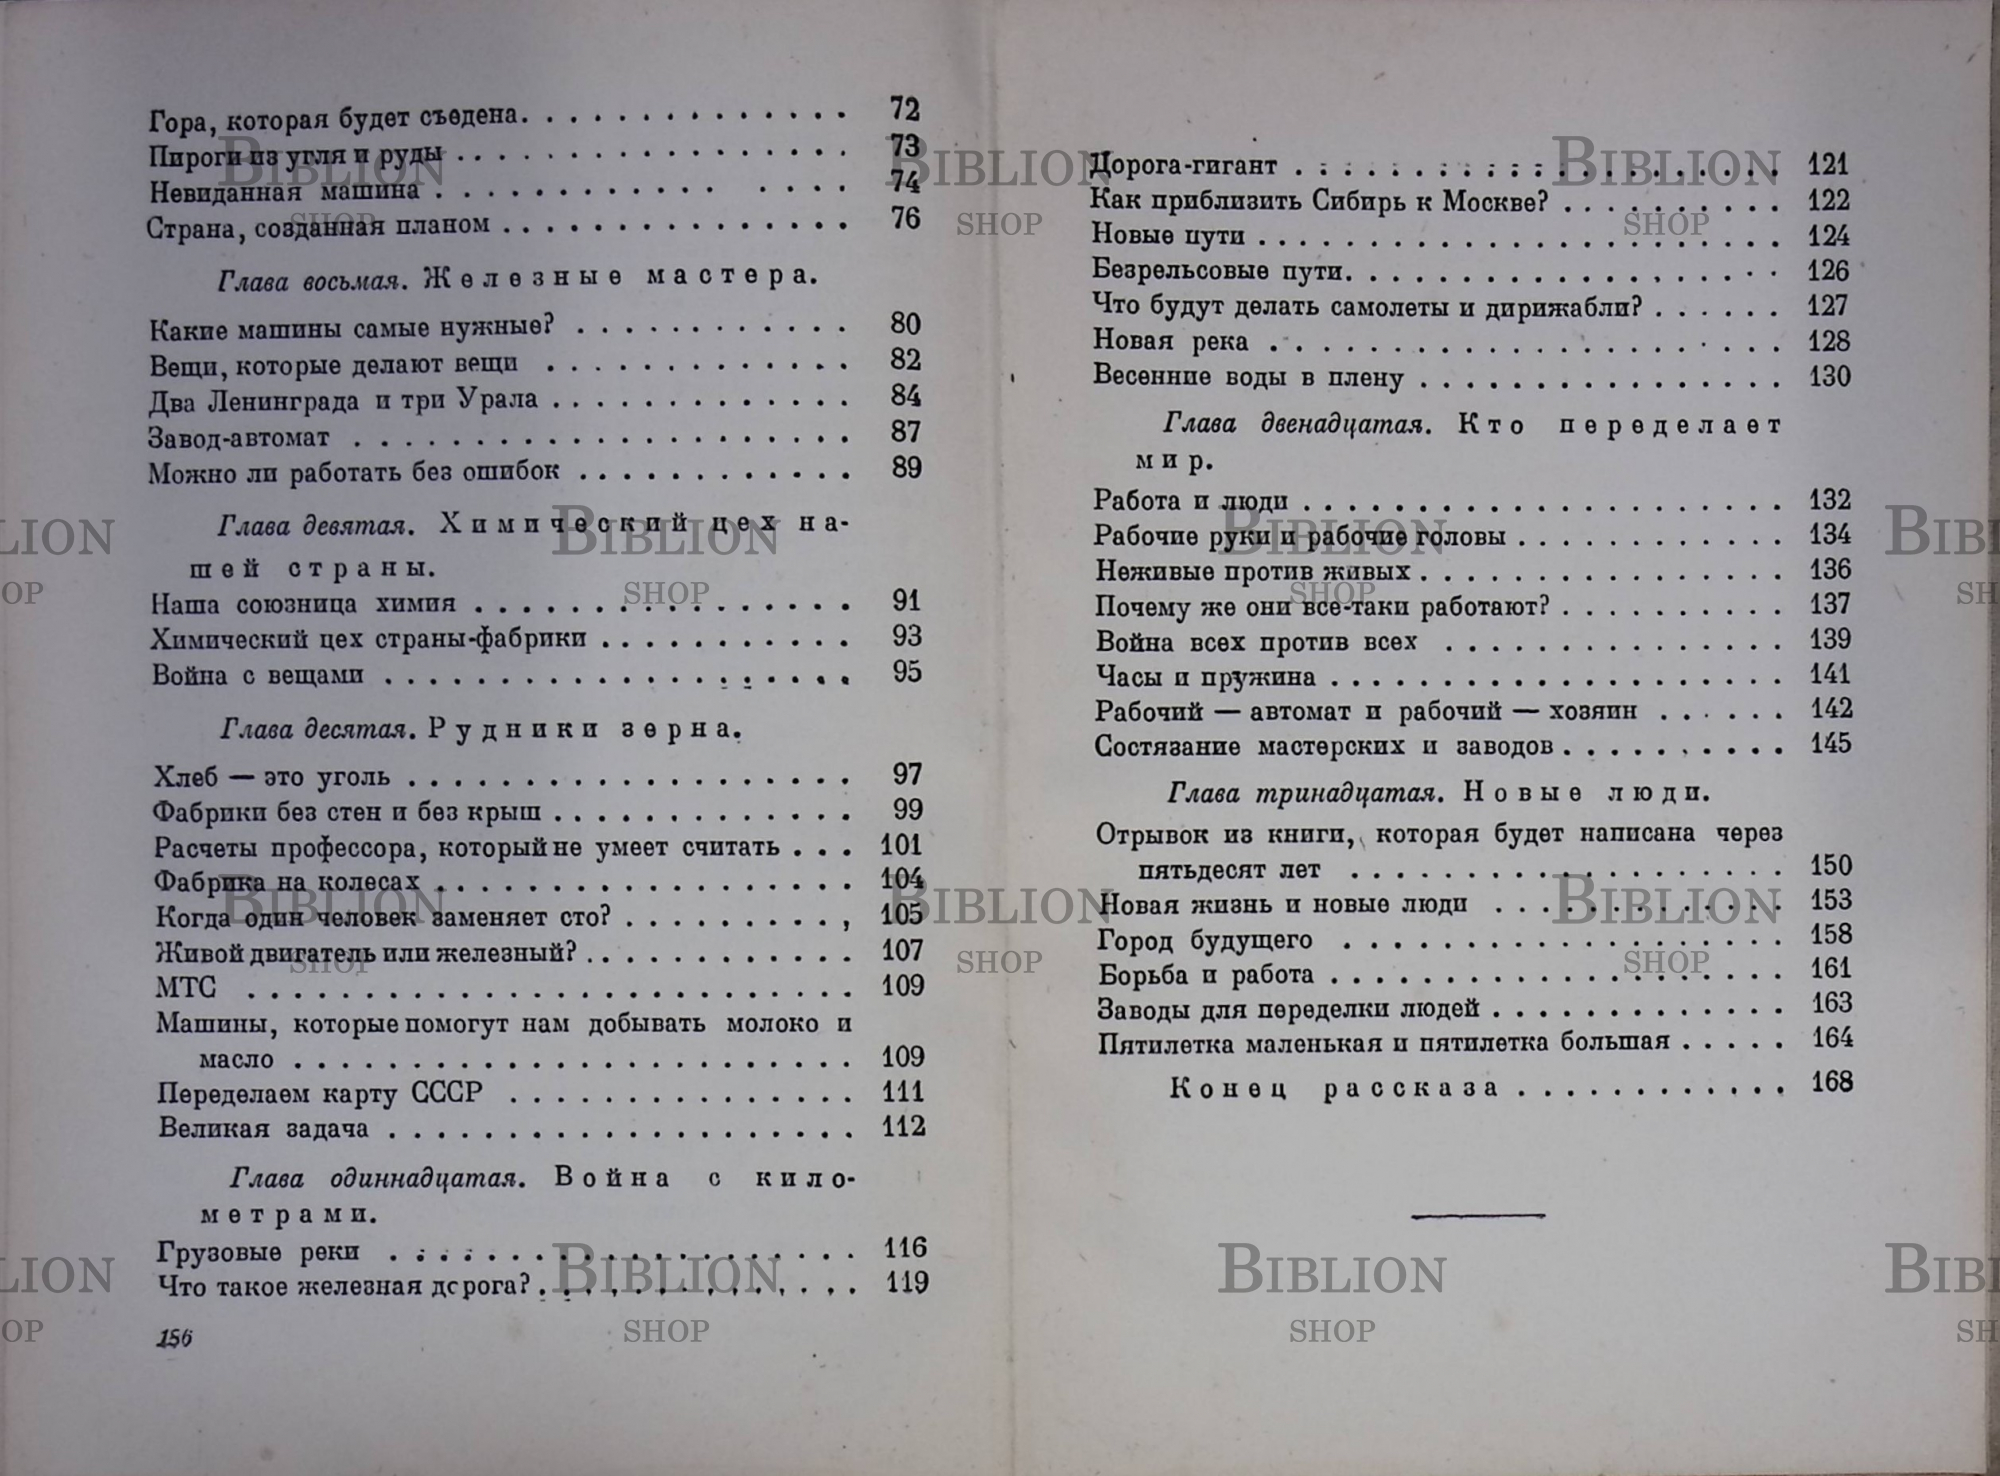 Гора, которая будет съедена. . . . . . . . . . . . . . 72
Пироги из угля и руды . . . . . . . . . . . . . . . . . 73
Невиданная машина . . . . . . . . . . . . . . . . 74
Страна, созданная планом . . . . . . . . . . . . . . . 76
Глава восьмая. Железные мастера.
Какие машины самые нужные? . . . . . . . . . . . . 80
Вещи, которые делают вещи . . . . . . . . . . . . . 82
Два Ленинграда и три Урала . . . . . . . . . . . . . 84
Завод-автомат . . . . . . . . . . . . . . . . . . . . . 87
Можно ли работать без ошибок . . . . . . . . . . . . 89
Глава девятая. Химический цех на-
шей страны.
Наша союзница химия . . . . . . . . . . . . . . . . 91
Химический цех страны-фабрики . . . . . . . . . . . 93
Война с вещами . . . . . . . . . . . . . . . . . . . . 95
Глава десятая. Рудники зерна.
Хлеб — это уголь . . . . . . . . . . . . . . . . . . . 97
Фабрики без стен и без крыш . . . . . . . . . . . . . 99
Расчеты профессора, который не умеет считать . . . 101
Фабрика на колесах . . . . . . . . . . . . . . . . . . 104
Когда один человек заменяет сто? . . . . . . . . . , 105
Живой двигатель или железный? . . . . . . . . . . . . 107
МТС . . . . . . . . . . . . . . . . . . . . . . . . . . 109
Машины, которые помогут нам добывать молоко и
масло . . . . . . . . . . . . . . . . . . . . . . . . 109
Переделаем карту СССР . . . . . . . . . . . . . . . 111
Великая задача . . . . . . . . . . . . . . . . . . . . 112
Глава одиннадцатая. Война с кило-
метрами.
Грузовые реки . . . . . . . . . . . . . . . . . . . . 116
Что такое железная дорога? . . . . . . . . . . . . . . 119
156
Дорога-гигант . . . . . . . . . . . . . . . . . . . . . 121
Как приблизить Сибирь к Москве? . . . . . . . . . . 122
Новые пути . . . . . . . . . . . . . . . . . . . . . . . 124
Безрельсовые пути. . . . . . . . . . . . . . . . . . . 126
Что будут делать самолеты и дирижабли? . . . . . . 127
Новая река . . . . . . . . . . . . . . . . . . . . . . 128
Весенние воды в плену . . . . . . . . . . . . . . . . 130
Глава двенадцатая. Кто переделает
мир.
Работа и люди . . . . . . . . . . . . . . . . . . . . . 132
Рабочие руки и рабочие головы . . . . . . . . . . . . 134
Неживые против живых . . . . . . . . . . . . . . . . 136
Почему же они все-таки работают? . . . . . . . . . . 137
Война всех против всех . . . . . . . . . . . . . . . 139
Часы и пружина . . . . . . . . . . . . . . . . . . . . 141
Рабочий — автомат и рабочий — хозяин . . . . . . 142
Состязание мастерских и заводов . . . . . . . . . . 145
Глава тринадцатая. Новые люди.
Отрывок из книги, которая будет написана через
пятьдесят лет . . . . . . . . . . . . . . . . . . . 150
Новая жизнь и новые люди . . . . . . . . . . . . . 153
Город будущего . . . . . . . . . . . . . . . . . . . 158
Борьба и работа . . . . . . . . . . . . . . . . . . . . 161
Заводы для переделки людей . . . . . . . . . . . . . 163
Пятилетка маленькая и пятилетка большая . . . . . 164
Конец рассказа . . . . . . . . . . . . 168
BIBLION
SHOP